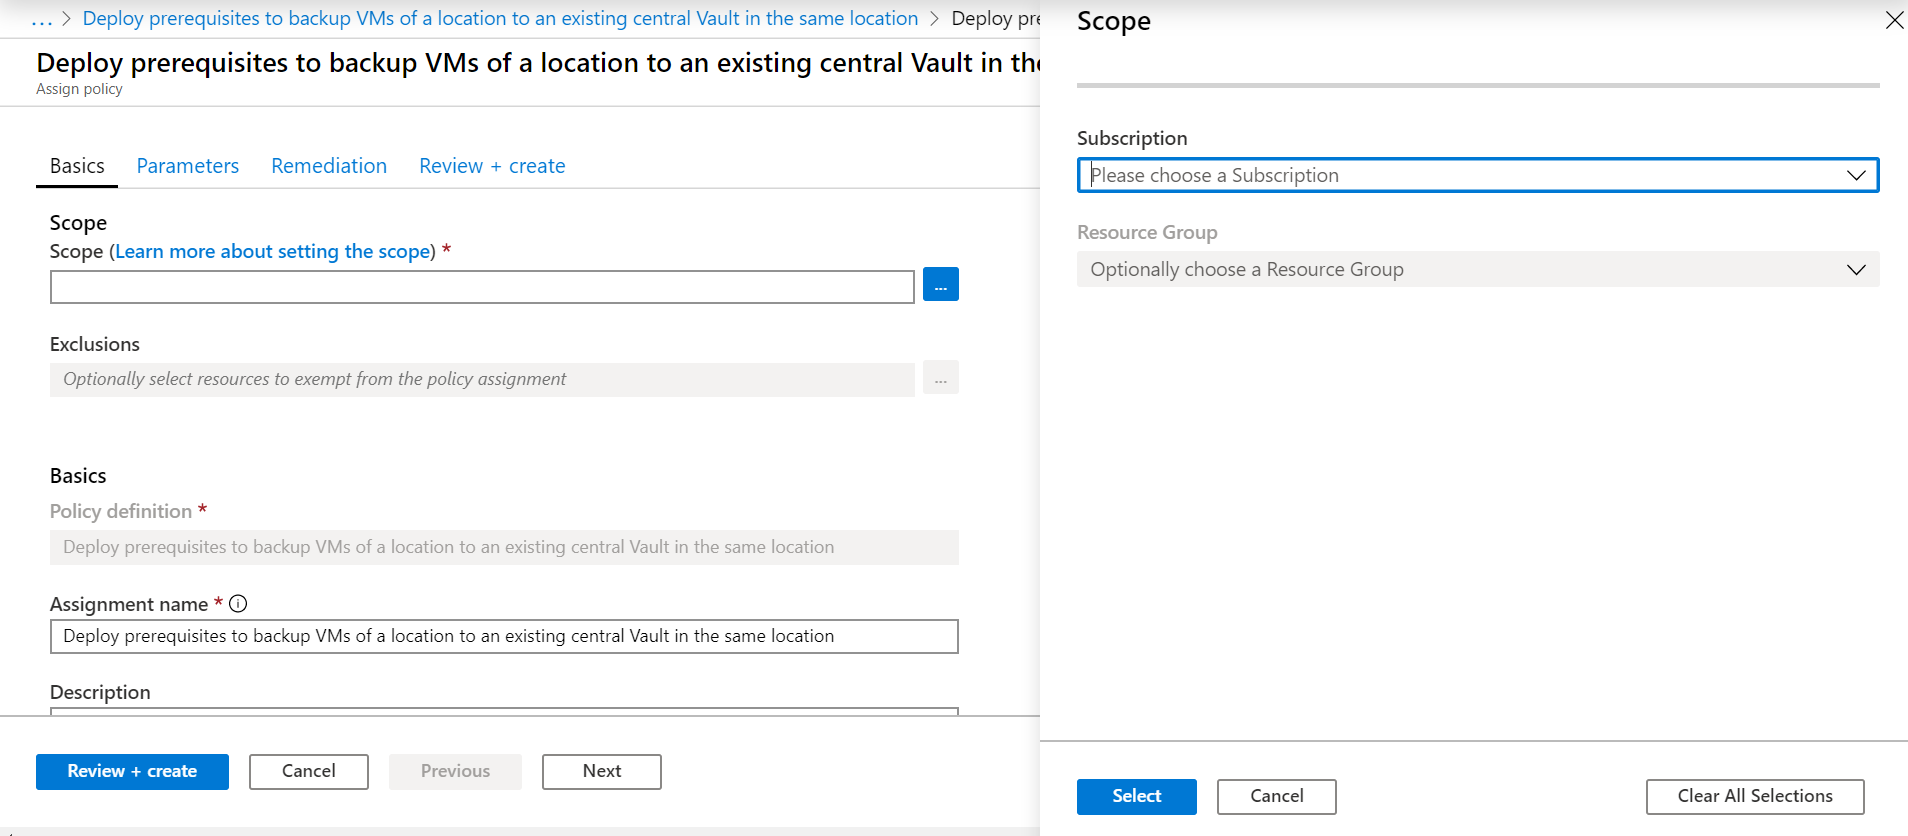 ... > Deploy prerequisites to backup VMs of a location to an existing central Vault in the same location > Deploy pre
Deploy prerequisites to backup VMs of a location to an existing central Vault in the
Assign policy
Basics Parameters Remediation Review + create
Scope
Scope (Learn more about setting the scope) *
...
Exclusions
Optionally select resources to exempt from the policy assignment
...
Basics
Policy definition *
Deploy prerequisites to backup VMs of a location to an existing central Vault in the same location
Assignment name *
Deploy prerequisites to backup VMs of a location to an existing central Vault in the same location
Description
Review + create Cancel Previous Next
Scope
Subscription
Please choose a Subscription
Resource Group
Optionally choose a Resource Group
Select Cancel Clear All Selections